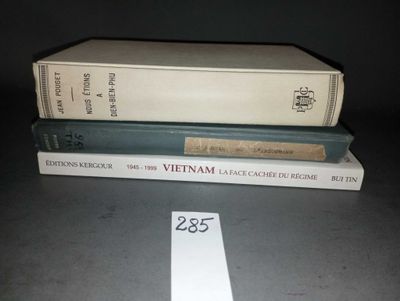 JEAN POUGET
NOUS ÉTIONS
A
DIEN-BIEN-PHU
PC
ÉDITIONS KERGOUR 1945 - 1999 VIETNAM LA FACE CACHÉE DU RÉGIME BUI TIN
285